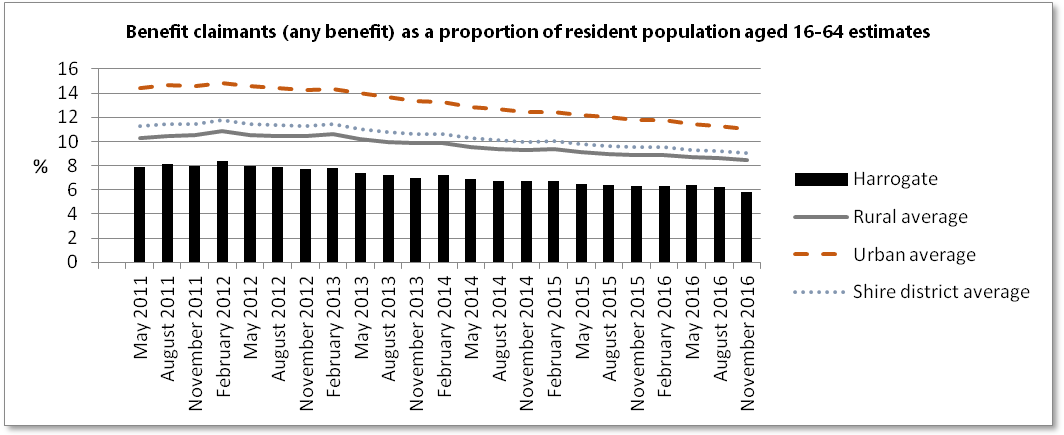 Benefit claimants (any benefit) as a proportion of resident population aged 16-64 estimates
16
14
12
10
8
6
4
2
0
%
May 2011
August 2011
November 2011
February 2012
May 2012
August 2012
November 2012
February 2013
May 2013
August 2013
November 2013
February 2014
May 2014
August 2014
November 2014
February 2015
May 2015
August 2015
November 2015
February 2016
May 2016
August 2016
November 2016
Harrogate
Rural average
Urban average
Shire district average